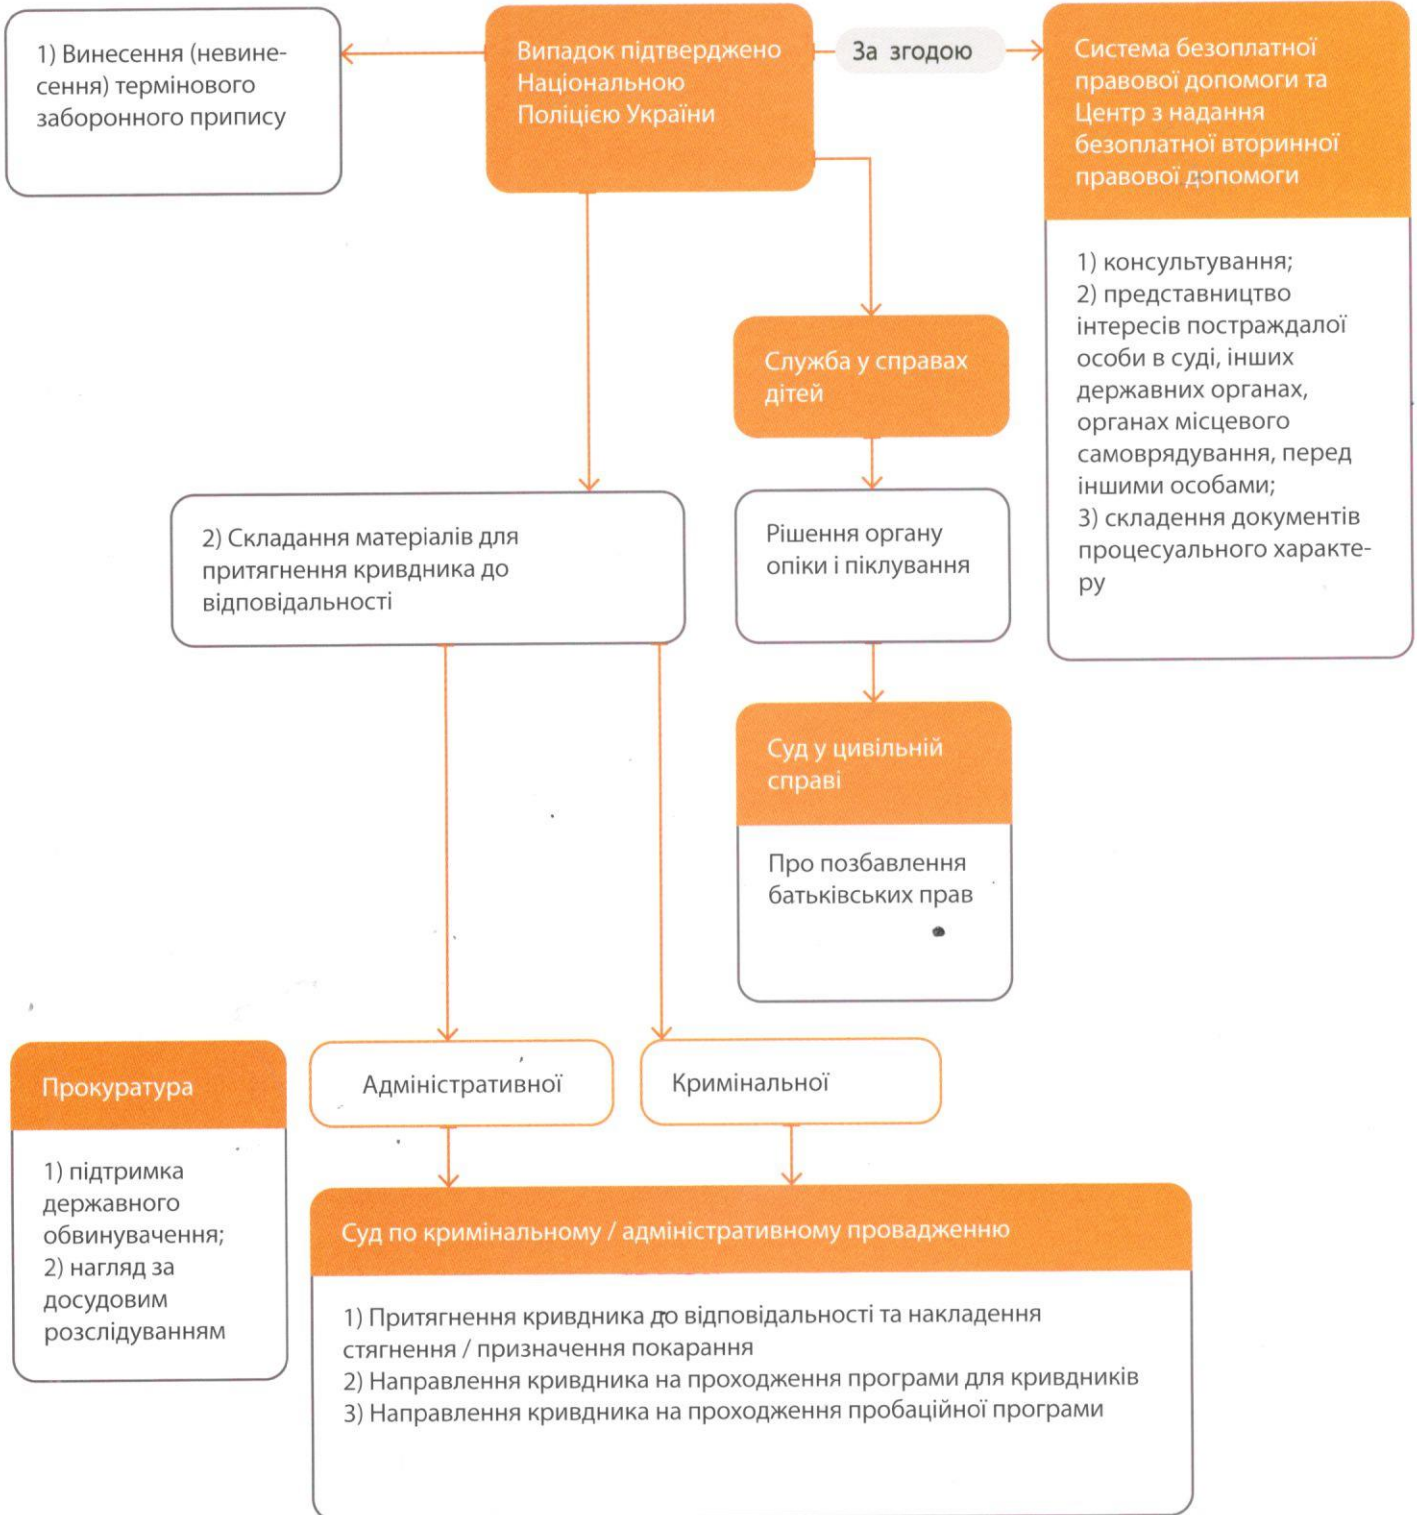 1) Винесення (невине-
сення) термінового
заборонного припису
Випадок підтверджено
Національною
Поліцією України
За згодою
Система безоплатної
правової допомоги та
Центр з надання
безоплатної вторинної
правової допомоги
1) консультування;
2) представництво
інтересів постраждалої
особи в суді, інших
державних органах,
органах місцевого
самоврядування, перед
іншими особами;
3) складення документів
процесуального характе-
ру
Служба у справах
дітей
2) Складання матеріалів для
притягнення кривдника до
відповідальності
Рішення органу
опіки і піклування
Суд у цивільній
справі
Про позбавлення
батьківських прав
Прокуратура
1) підтримка
державного
обвинувачення;
2) нагляд за
досудовим
розслідуванням
Адміністративної
Кримінальної
Суд по кримінальному / адміністративному провадженню
1) Притягнення кривдника до відповідальності та накладення
стягнення / призначення покарання
2) Направлення кривдника на проходження програми для кривдників
3) Направлення кривдника на проходження пробаційної програми